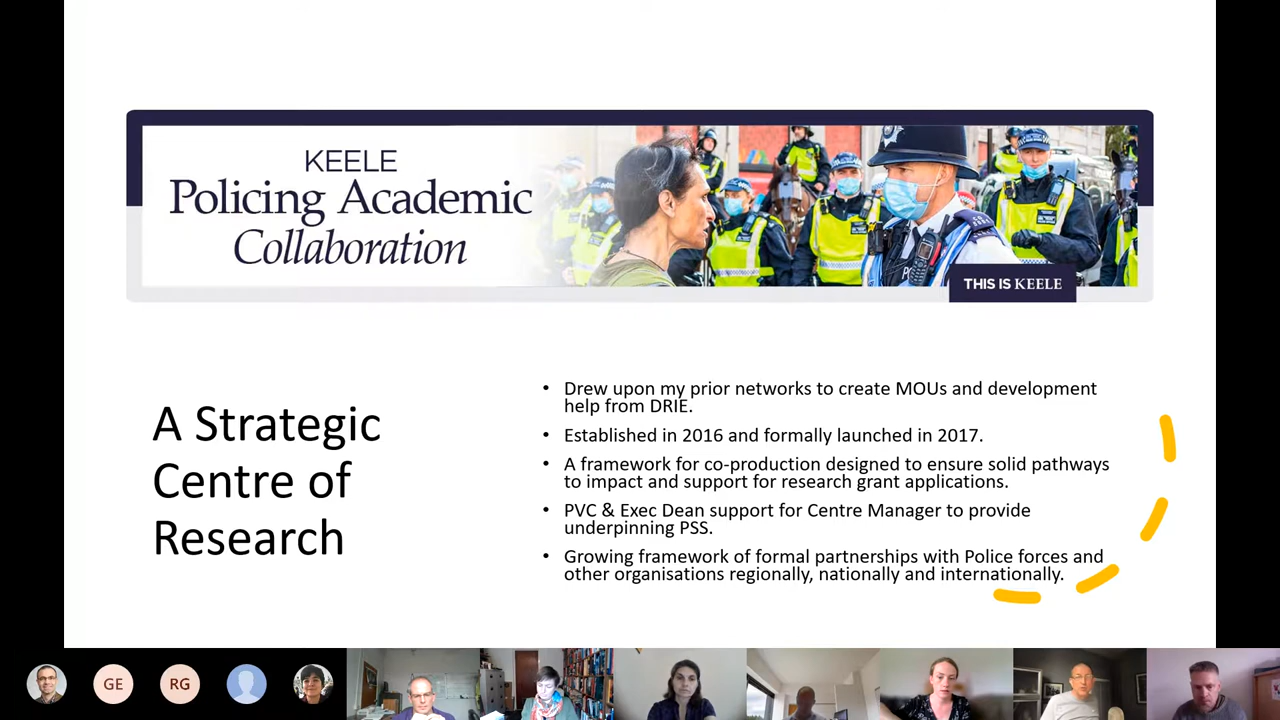 KEELE
Policing Academic
Collaboration
THIS IS KEELE
A Strategic
Centre of
Research
• Drew upon my prior networks to create MOUs and development
help from DRIE.
• Established in 2016 and formally launched in 2017.
• A framework for co-production designed to ensure solid pathways
to impact and support for research grant applications.
• PVC & Exec Dean support for Centre Manager to provide
underpinning PSS.
• Growing framework of formal partnerships with Police forces and
other organisations regionally, nationally and internationally.
GE
RG